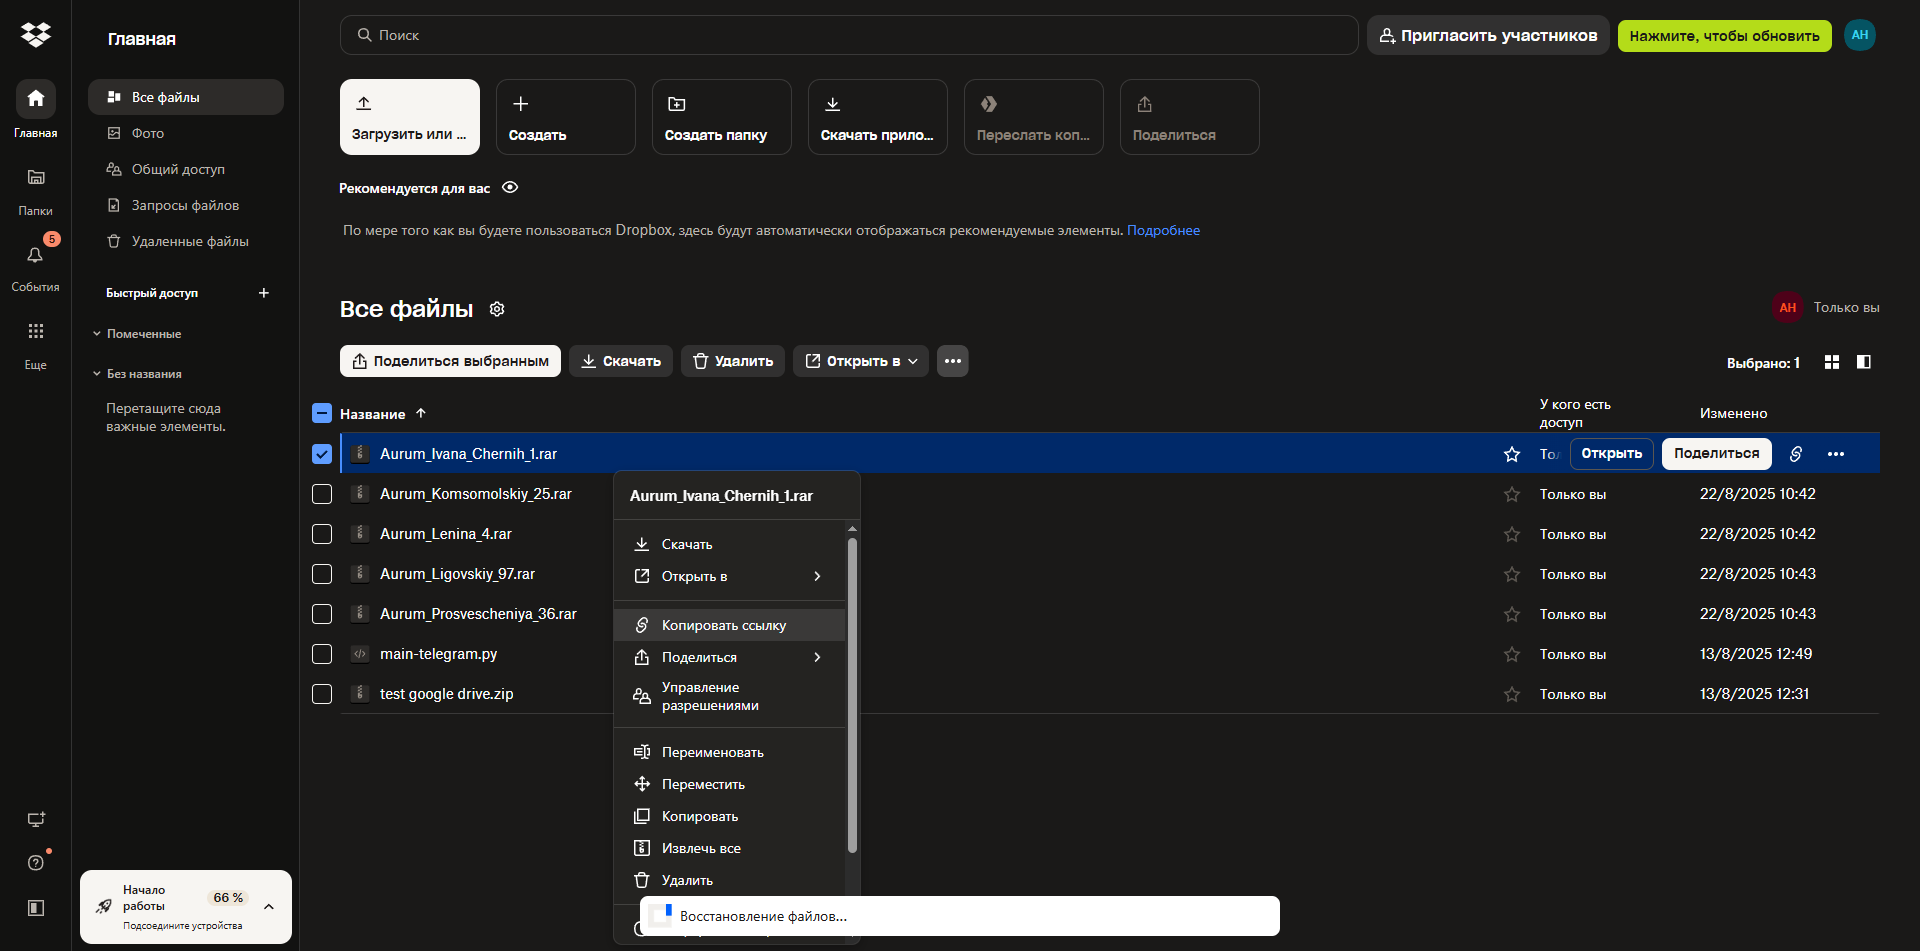 Главная
Папки
5
События
Еще
Главная
Все файлы
Фото
Общий доступ
Запросы файлов
Удаленные файлы
Быстрый доступ
Помеченные
Без названия
Перетащите сюда
важные элементы.
Начало
работы
66 %
Подсоедините устройства
Поиск
Пригласить участников
Нажмите, чтобы обновить
АН
Загрузить или ...
Создать
Создать папку
Скачать прило...
Переслать коп...
Поделиться
Рекомендуется для вас
По мере того как вы будете пользоваться Dropbox, здесь будут автоматически отображаться рекомендуемые элементы. Подробнее
Все файлы
АН
Только вы
Поделиться выбранным
Скачать
Удалить
Открыть в
Выбрано: 1
Название
У кого есть
доступ
Изменено
Aurum_Ivana_Chernih_1.rar
Открыть
Поделиться
Aurum_Komsomolskiy_25.rar Только вы 22/8/2025 10:42
Aurum_Lenina_4.rar Только вы 22/8/2025 10:42
Aurum_Ligovskiy_97.rar Только вы 22/8/2025 10:43
Aurum_Prosvescheniya_36.rar Только вы 22/8/2025 10:43
main-telegram.py Только вы 13/8/2025 12:49
test google drive.zip Только вы 13/8/2025 12:31
Aurum_Ivana_Chernih_1.rar
Скачать
Открыть в
Копировать ссылку
Поделиться
Управление
разрешениями
Переименовать
Переместить
Копировать
Извлечь все
Удалить
Восстановление файлов...